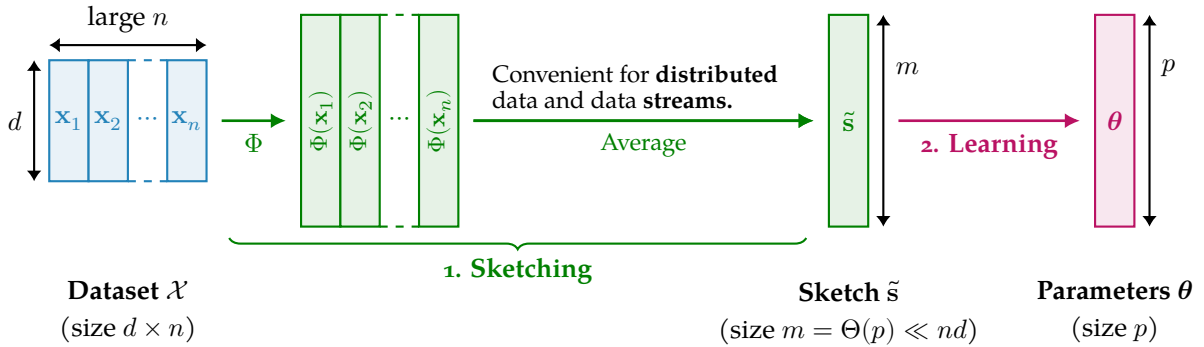 large n
d
x₁ x₂ ... xₙ
Φ
Φ(x₁) Φ(x₂) ... Φ(xₙ)
Convenient for distributed
data and data streams.
Average
s̃
m
2. Learning
θ
p
1. Sketching
Dataset 𝒳
(size d × n)
Sketch s̃
(size m = Θ(p) ≪ nd)
Parameters θ
(size p)